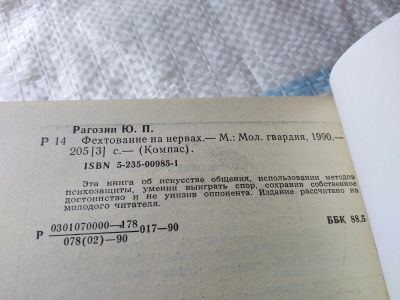 Рагозин Ю. П.
Р 14 Фехтование на нервах.— М.: Мол. гвардия, 1990.—
205[3] с.— (Компас).
ISBN 5-235-00985-1
Эта книга об искусстве общения, использовании методов
психозащиты, умении выиграть спор, сохранив собственное
достоинство и не унизив оппонента. Издание рассчитано на
молодого читателя.
Р 0301070000—178
078(02)—90
017—90
ББК 88.5